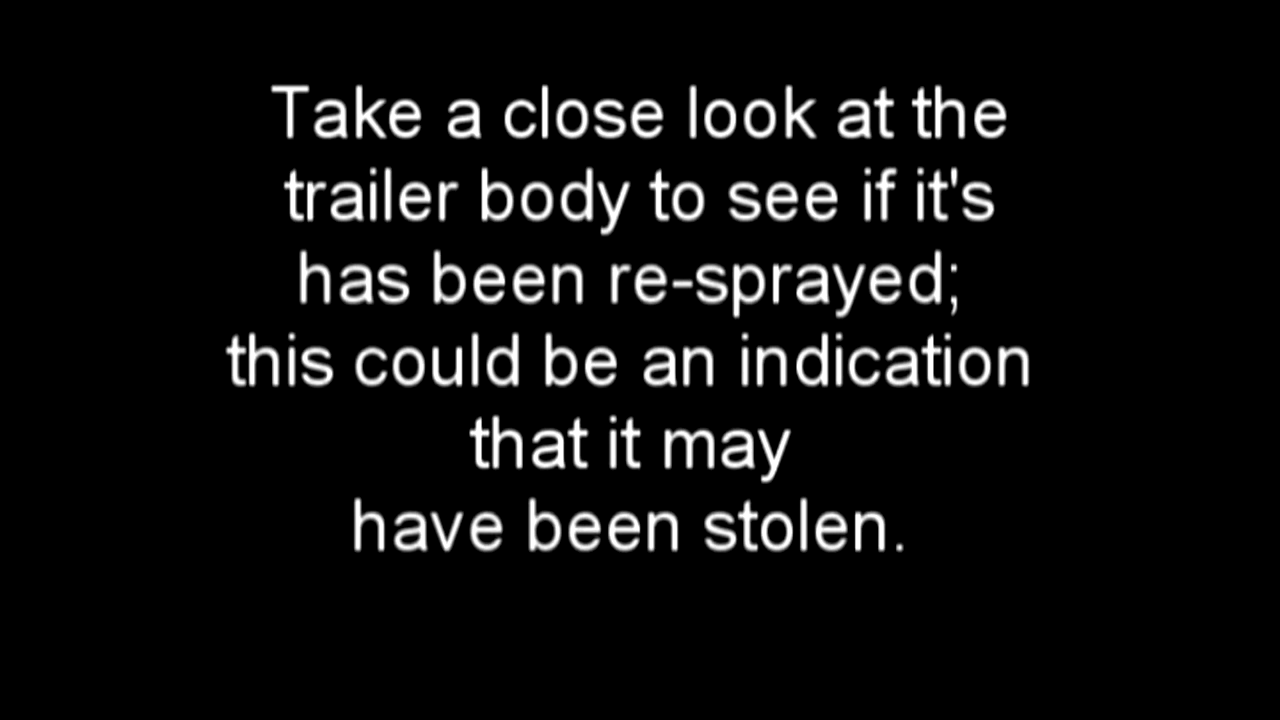 Take a close look at the
trailer body to see if it's
has been re-sprayed;
this could be an indication
that it may
have been stolen.